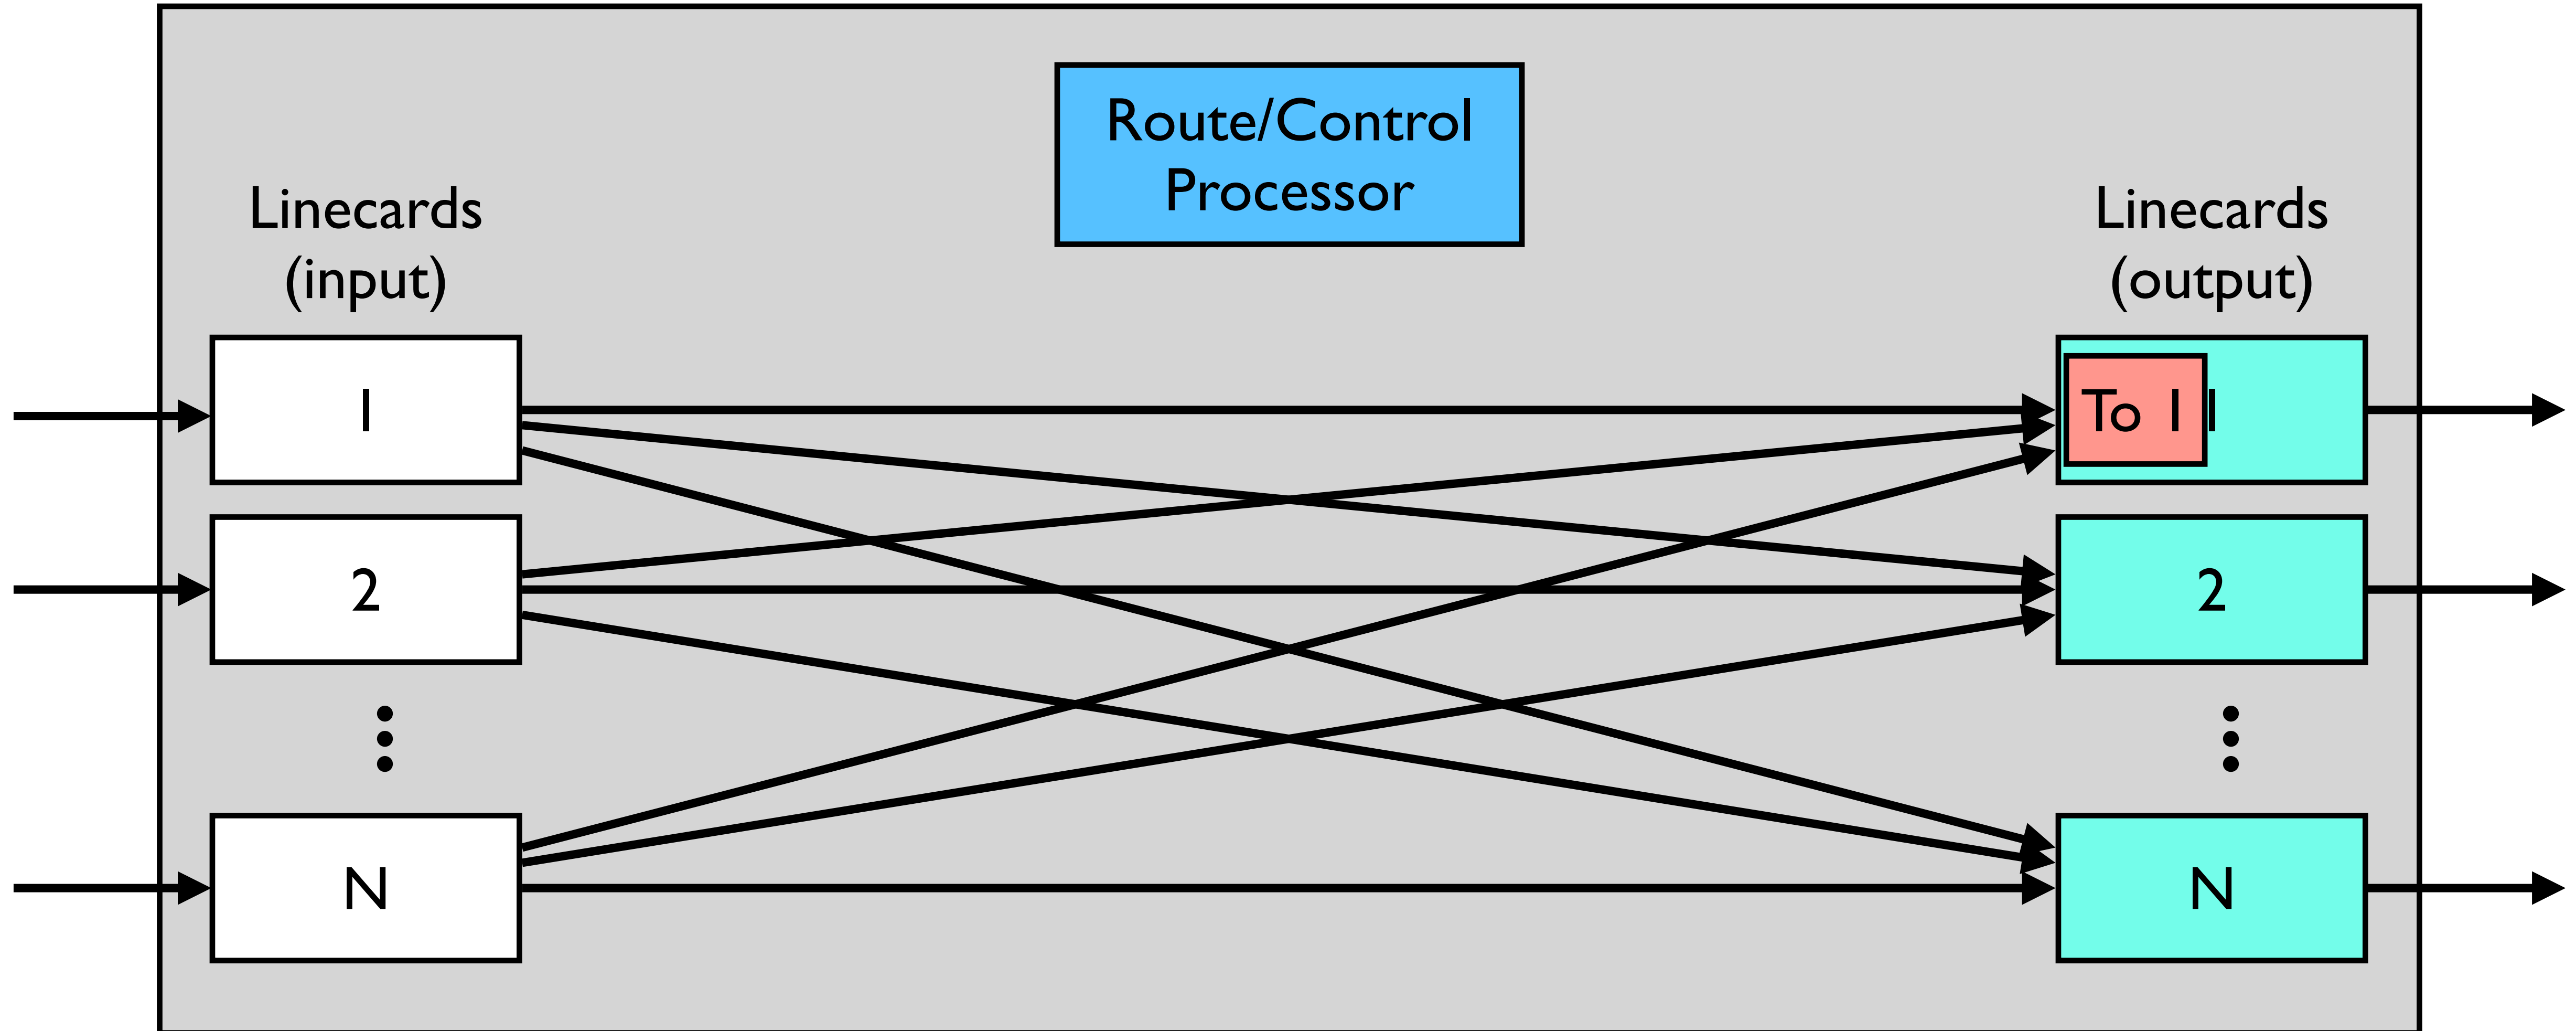 Route/Control
Processor
Linecards
(input)
Linecards
(output)
1
To 1
1
2
2
N
N